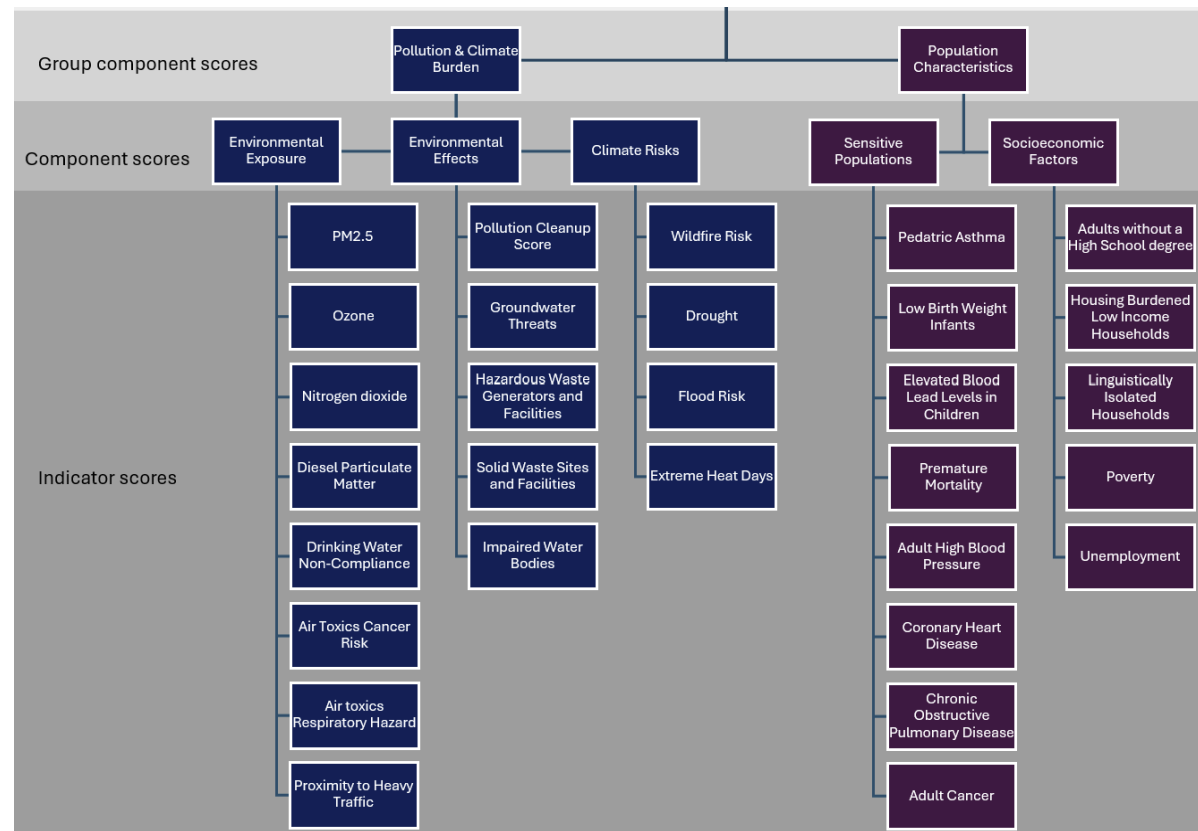 Group component scores
Pollution & Climate
Burden
Population
Characteristics
Component scores
Environmental
Exposure
Environmental
Effects
Climate Risks
Sensitive
Populations
Socioeconomic
Factors
Indicator scores
PM2.5
Ozone
Nitrogen dioxide
Diesel Particulate
Matter
Drinking Water
Non-Compliance
Air Toxics Cancer
Risk
Air toxics
Respiratory Hazard
Proximity to Heavy
Traffic
Pollution Cleanup
Score
Groundwater
Threats
Hazardous Waste
Generators and
Facilities
Solid Waste Sites
and Facilities
Impaired Water
Bodies
Wildfire Risk
Drought
Flood Risk
Extreme Heat Days
Pedatric Asthma
Low Birth Weight
Infants
Elevated Blood
Lead Levels in
Children
Premature
Mortality
Adult High Blood
Pressure
Coronary Heart
Disease
Chronic
Obstructive
Pulmonary Disease
Adult Cancer
Adults without a
High School degree
Housing Burdened
Low Income
Households
Linguistically
Isolated
Households
Poverty
Unemployment